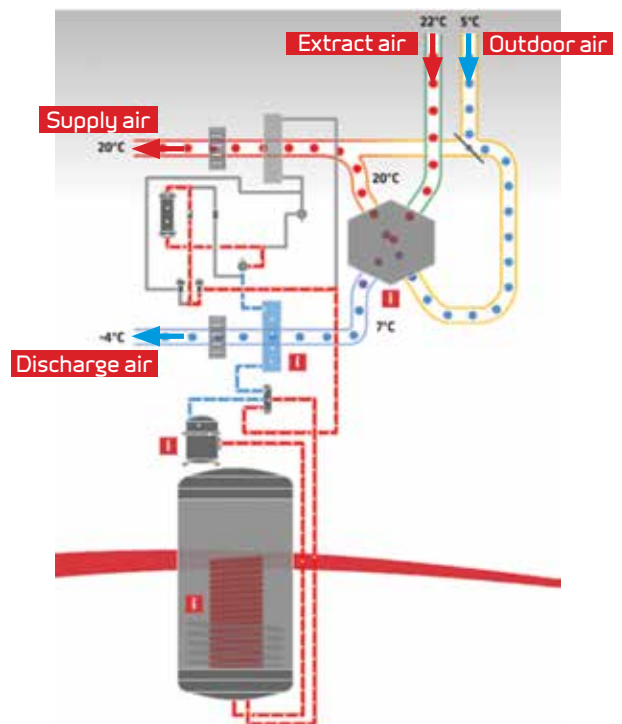 22°C 5°C
Extract air Outdoor air
Supply air
20°C
20°C
i
7°C
-4°C
i
Discharge air
i
i